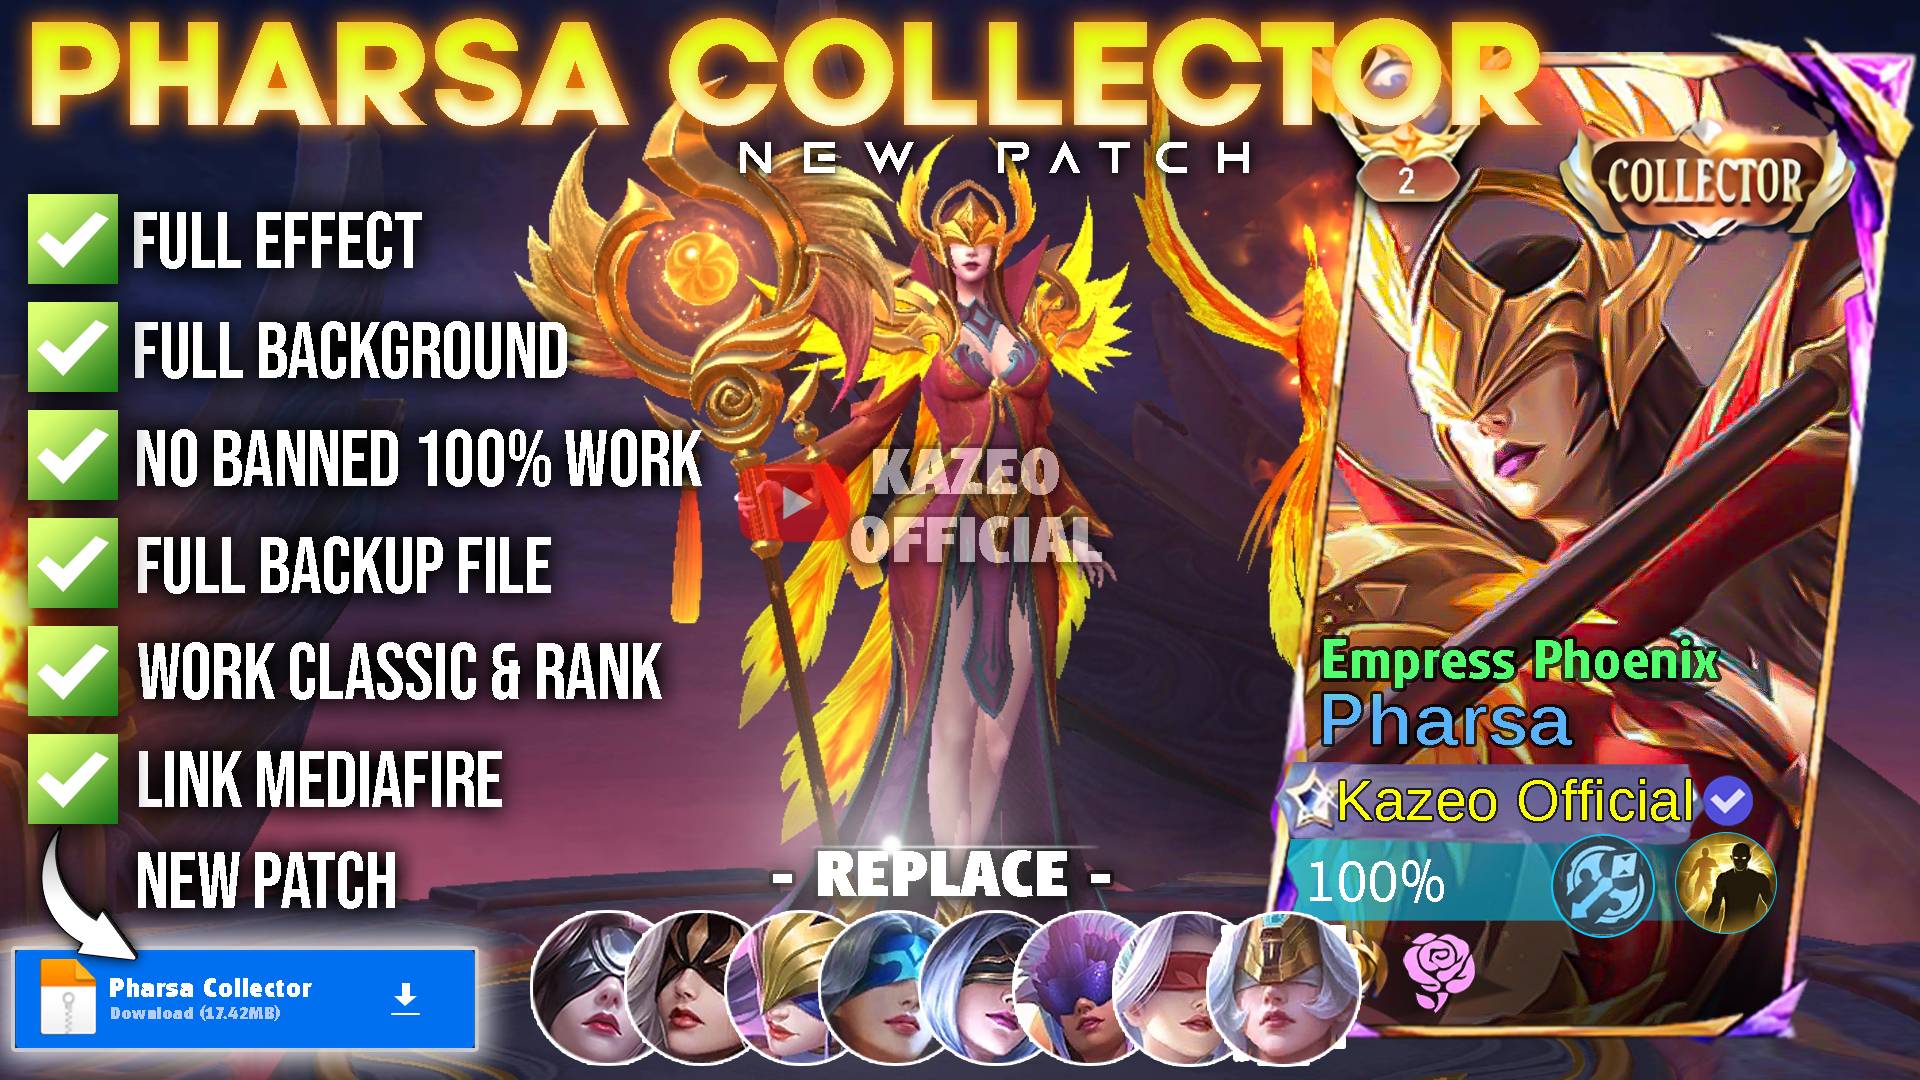 PHARSA COLLECTOR
NEW PATCH
2
COLLECTOR
FULL EFFECT
FULL BACKGROUND
NO BANNED 100% WORK
FULL BACKUP FILE
WORK CLASSIC & RANK
LINK MEDIAFIRE
NEW PATCH
Pharsa Collector
Download (17.42MB)
KAZEO
OFFICIAL
- REPLACE -
Empress Phoenix
Pharsa
Kazeo Official
100%